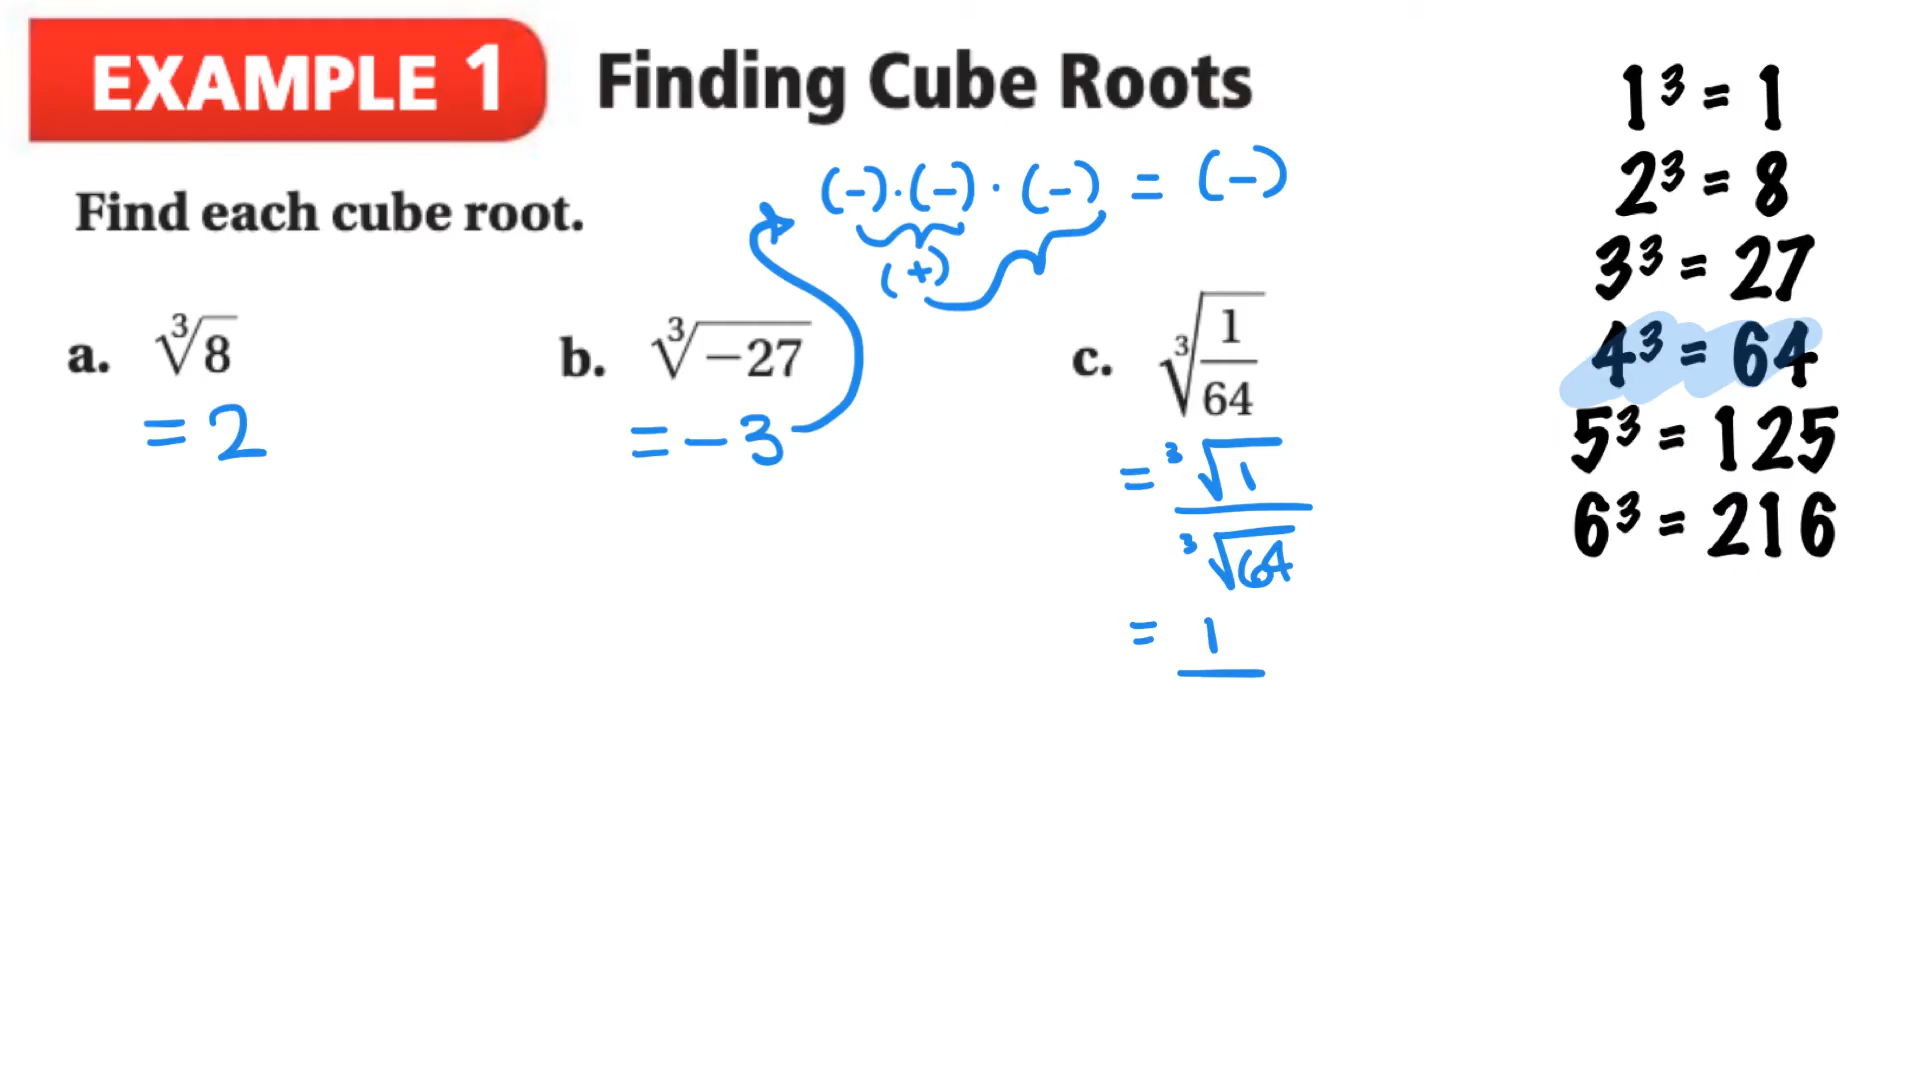 EXAMPLE 1 Finding Cube Roots
Find each cube root.
(-)·(-)·(-) = (-)
(+)
a. ∛8
= 2
b. ∛-27
= -3
c. ∛(1/64)
= ∛1/∛64
= 1/
1³ = 1
2³ = 8
3³ = 27
4³ = 64
5³ = 125
6³ = 216